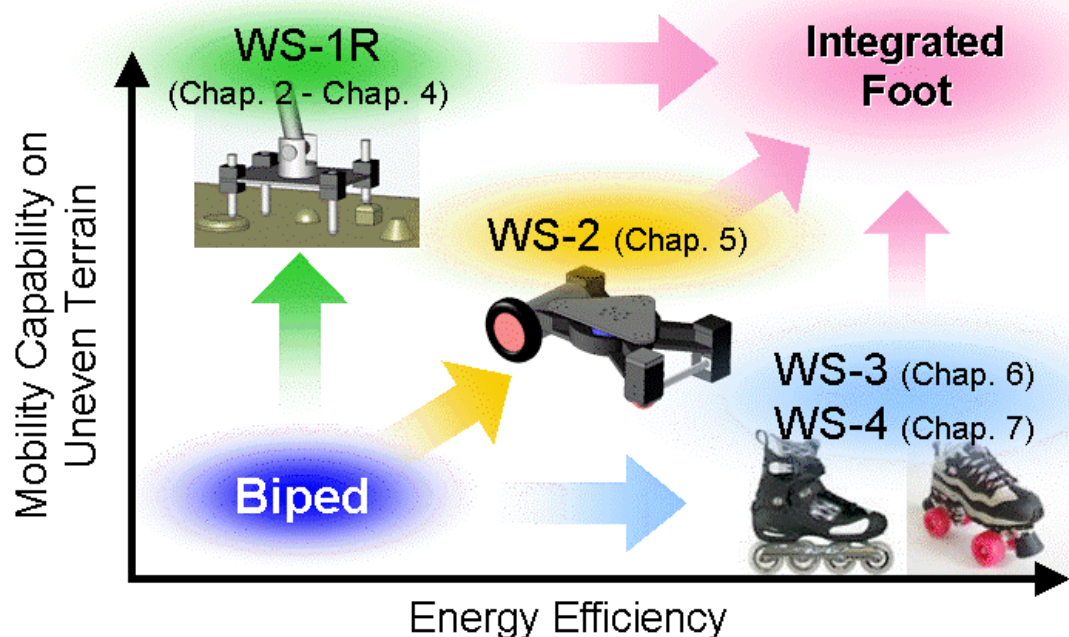 WS-1R
(Chap. 2 - Chap. 4)
Integrated
Foot
WS-2 (Chap. 5)
WS-3 (Chap. 6)
WS-4 (Chap. 7)
Biped
Mobility Capability on
Uneven Terrain
Energy Efficiency